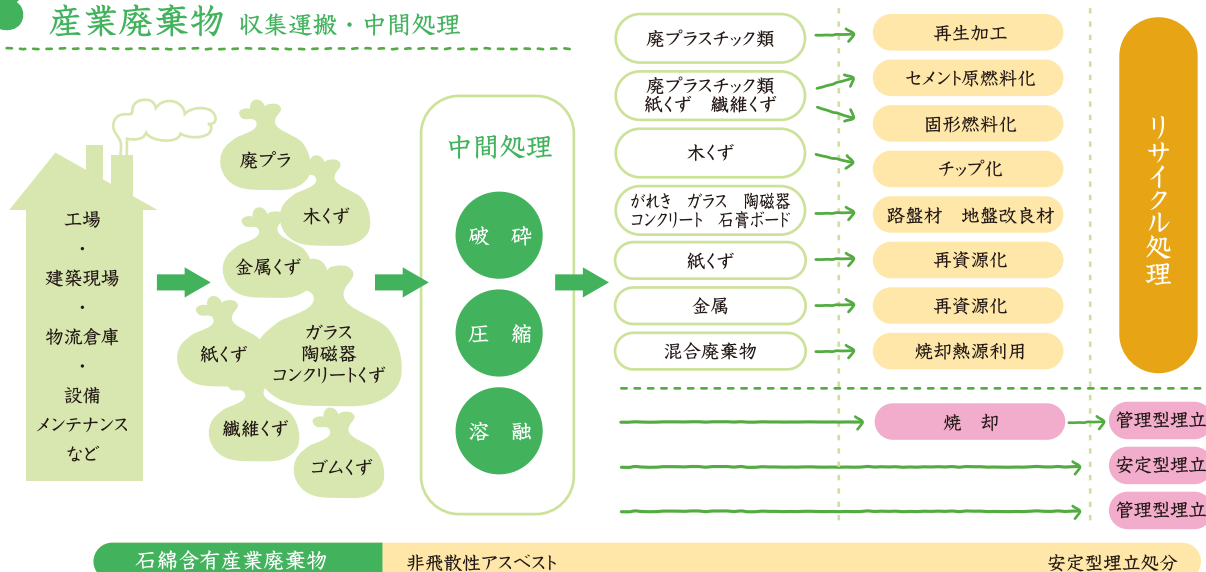 産業廃棄物 収集運搬・中間処理
工場
・
建築現場
・
物流倉庫
・
設備
メンテナンス
など
廃プラ
木くず
金属くず
紙くず
ガラス
陶磁器
コンクリートくず
繊維くず
ゴムくず
中間処理
破砕
圧縮
溶融
廃プラスチック類
再生加工
廃プラスチック類
紙くず 繊維くず
セメント原燃料化
固形燃料化
木くず
チップ化
がれき ガラス 陶磁器
コンクリート 石膏ボード
路盤材 地盤改良材
紙くず
再資源化
金属
再資源化
混合廃棄物
焼却熱源利用
リサイクル処理
焼却
管理型埋立
安定型埋立
管理型埋立
石綿含有産業廃棄物
非飛散性アスベスト
安定型埋立処分